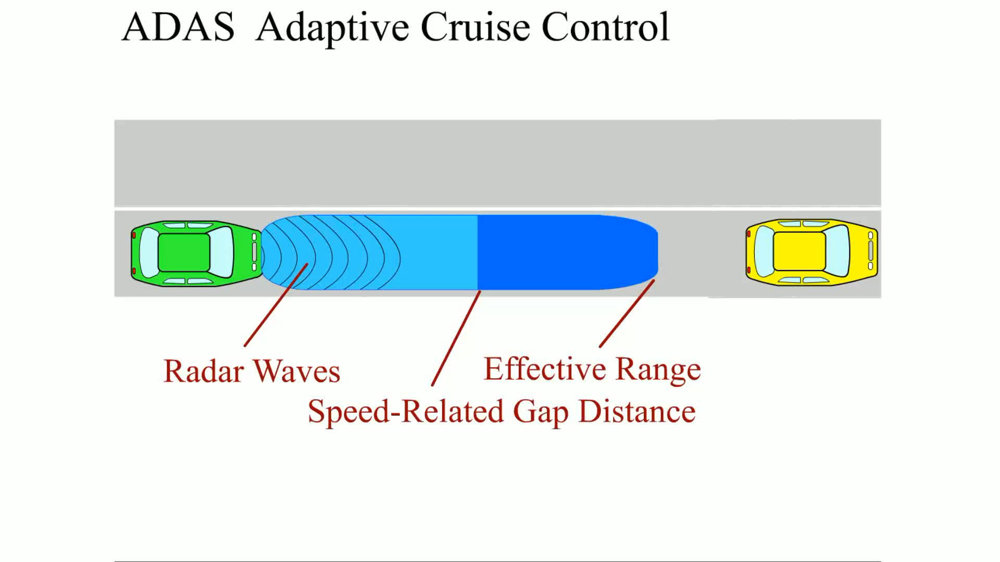 ADAS Adaptive Cruise Control
Radar Waves
Effective Range
Speed-Related Gap Distance